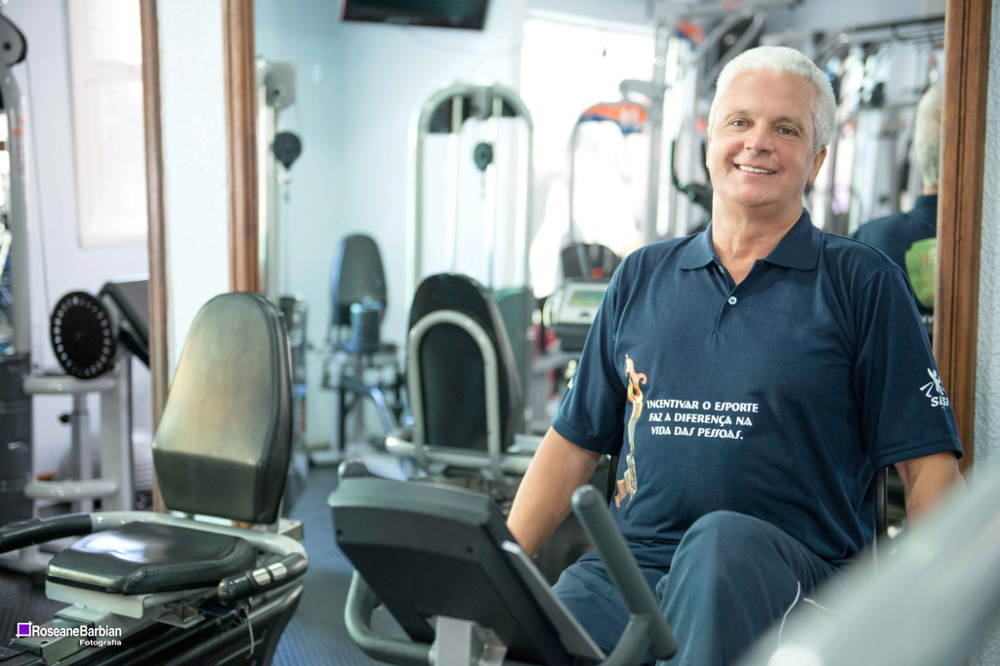 INCENTIVAR O ESPORTE
FAZ A DIFERENÇA NA
VIDA DAS PESSOAS.
RoseaneBarbian
Fotografia